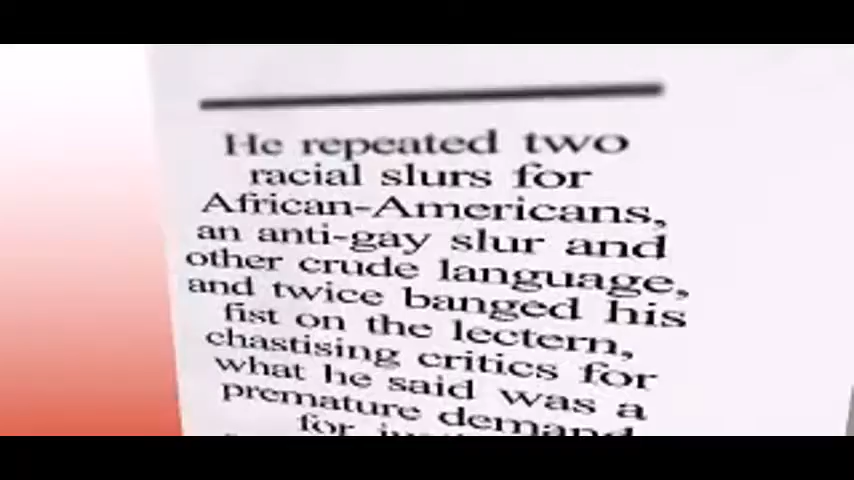 He repeated two
racial slurs for
African-Americans,
an anti-gay slur and
other crude language,
and twice banged his
fist on the lectern,
chastising critics for
what he said was a
premature demand
for